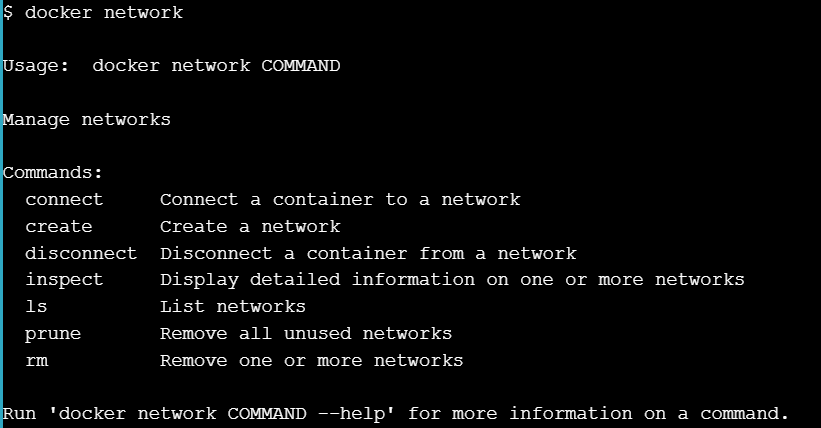 $ docker network
Usage:  docker network COMMAND
Manage networks
Commands:
  connect     Connect a container to a network
  create      Create a network
  disconnect  Disconnect a container from a network
  inspect     Display detailed information on one or more networks
  ls          List networks
  prune       Remove all unused networks
  rm          Remove one or more networks
Run 'docker network COMMAND --help' for more information on a command.